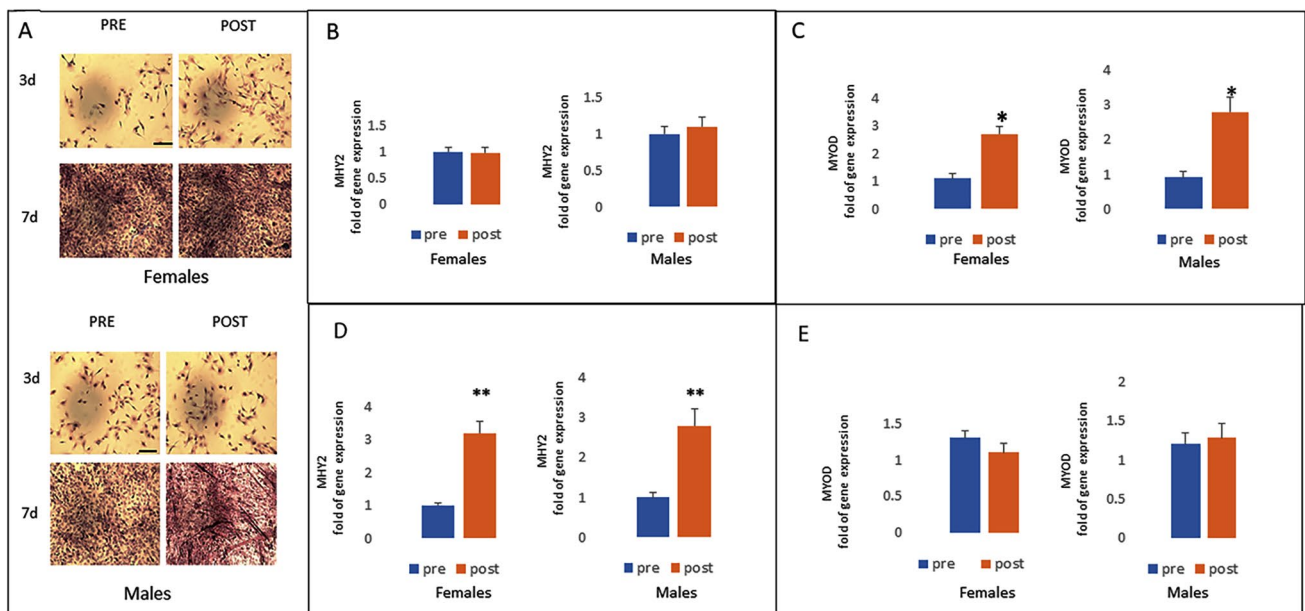 A
PRE POST
3d
7d
Females
PRE POST
3d
7d
Males
B
MHY2
fold of gene expression
1.5
1
0.5
0
pre post
Females
MHY2
fold of gene expression
1.5
1
0.5
0
pre post
Males
C
MYOD
fold of gene expression
4
3
2
1
0
*
pre post
Females
MYOD
fold of gene expression
4
3
2
1
0
*
pre post
Males
D
MHY2
fold of gene expression
4
3
2
1
0
**
pre post
Females
MHY2
fold of gene expression
4
3
2
1
0
**
pre post
Males
E
MYOD
fold of gene expression
1.5
1
0.5
0
pre post
Females
MYOD
fold of gene expression
2
1.5
1
0.5
0
pre post
Males